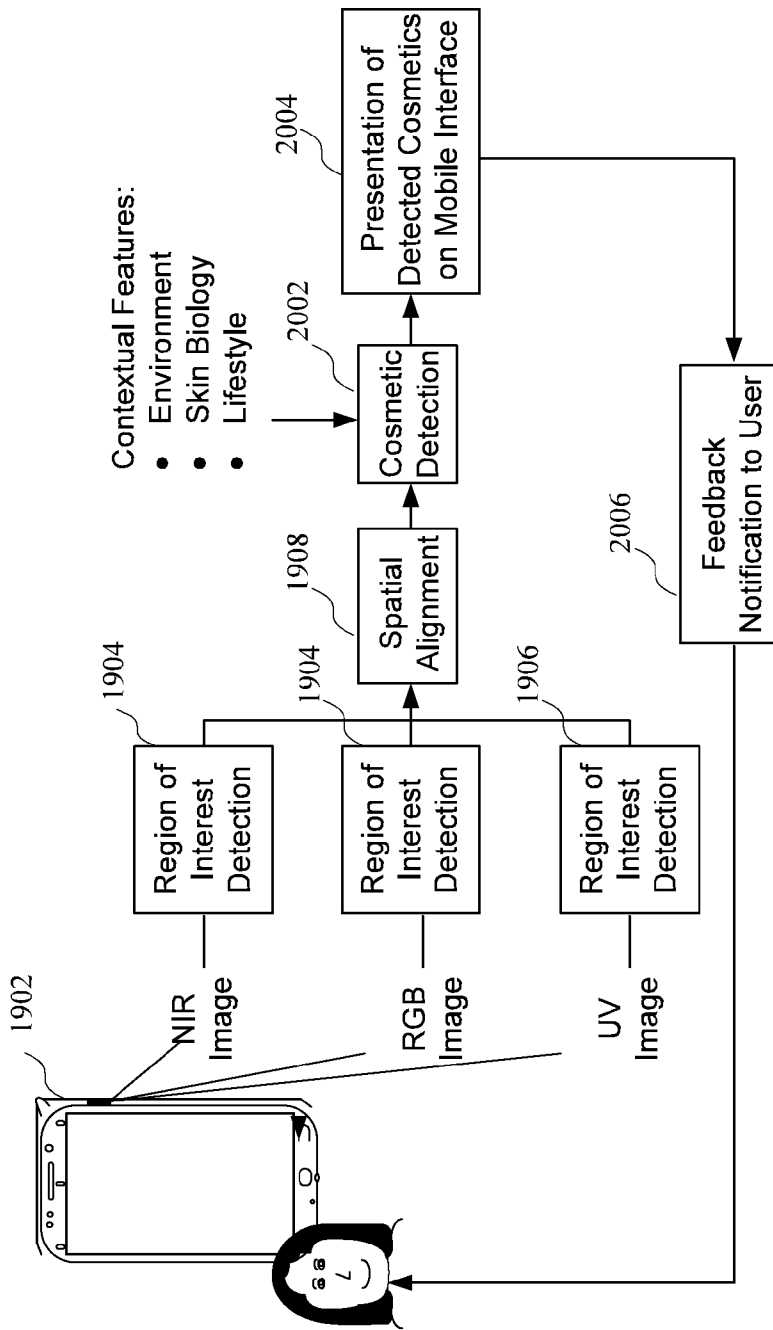 1902
NIR
Image
RGB
Image
UV
Image
1904
Region of
Interest
Detection
1904
Region of
Interest
Detection
1906
Region of
Interest
Detection
1908
Spatial
Alignment
Contextual Features:
• Environment
• Skin Biology
• Lifestyle
2002
Cosmetic
Detection
2004
Presentation of
Detected Cosmetics
on Mobile Interface
2006
Feedback
Notification to User